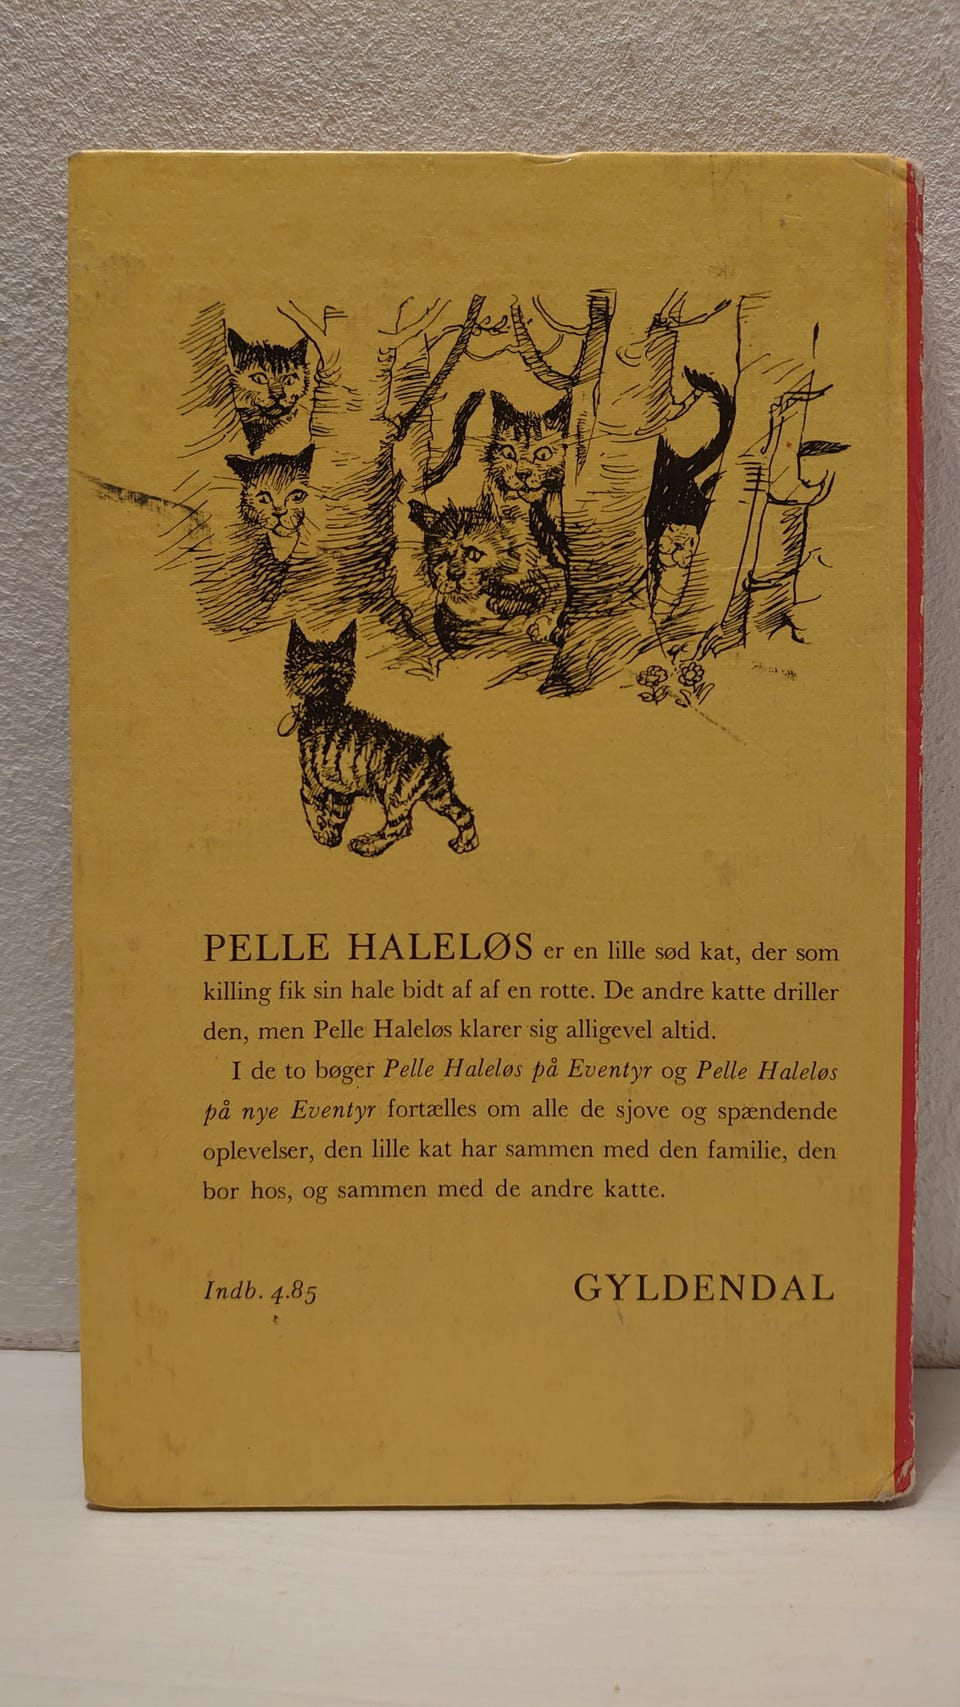 PELLE HALELØS er en lille sød kat, der som
killing fik sin hale bidt af af en rotte. De andre katte driller
den, men Pelle Haleløs klarer sig alligevel altid.
I de to bøger Pelle Haleløs på Eventyr og Pelle Haleløs
på nye Eventyr fortælles om alle de sjove og spændende
oplevelser, den lille kat har sammen med den familie, den
bor hos, og sammen med de andre katte.
Indb. 4.85
GYLDENDAL